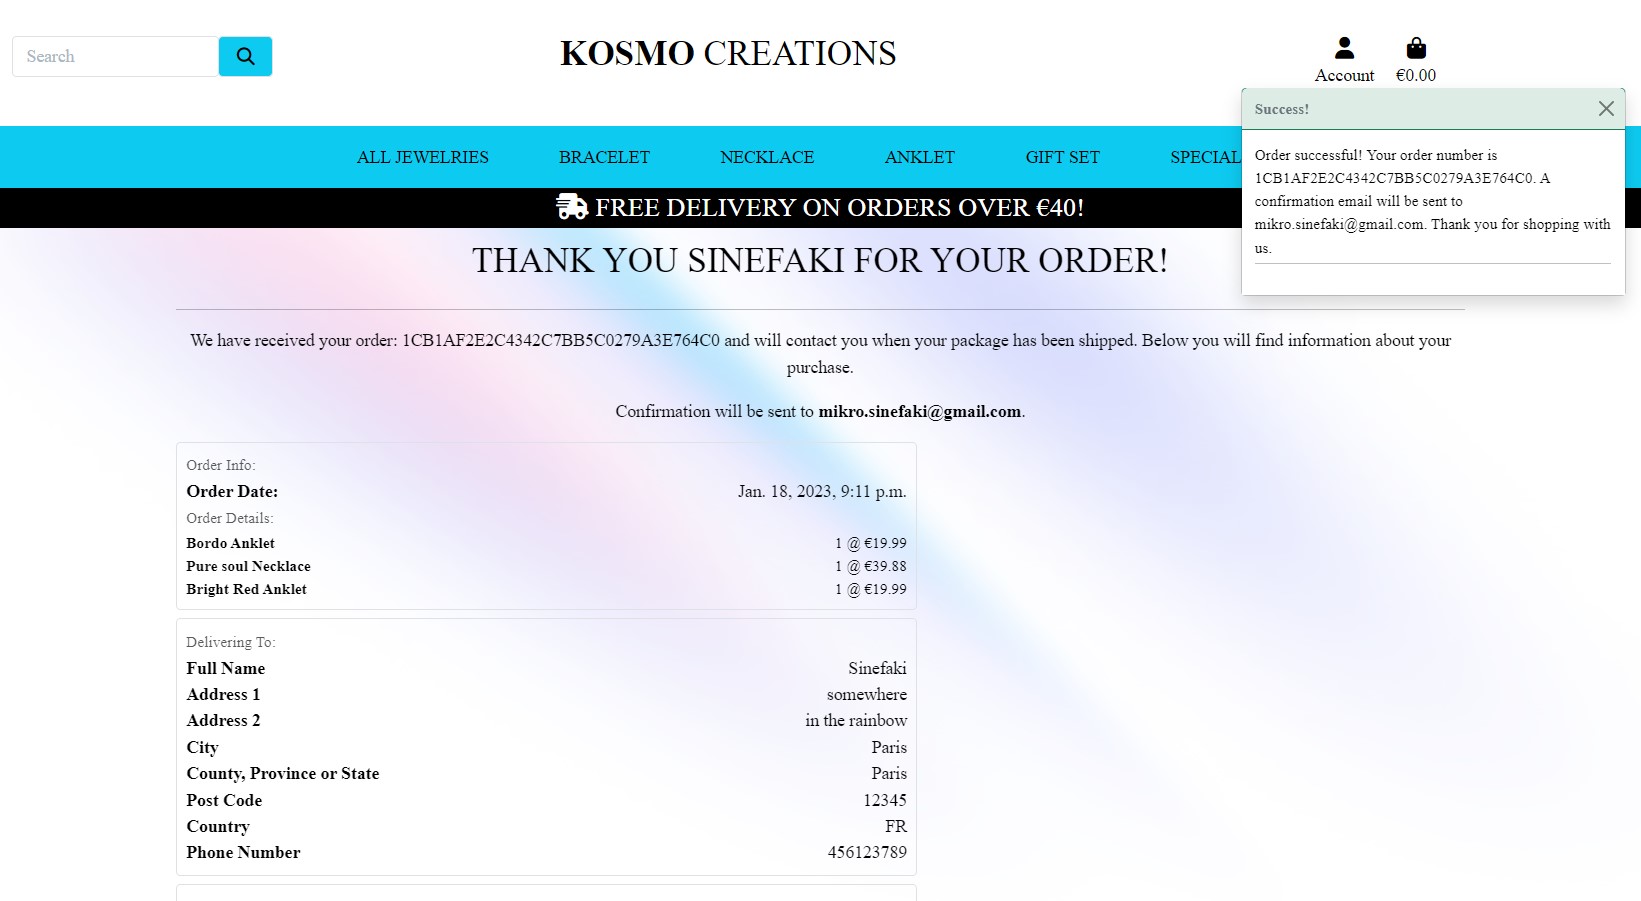 Search
KOSMO CREATIONS
Account
€0.00
ALL JEWELRIES
BRACELET
NECKLACE
ANKLET
GIFT SET
SPECIAL
FREE DELIVERY ON ORDERS OVER €40!
Success!
Order successful! Your order number is
1CB1AF2E2C4342C7BB5C0279A3E764C0. A
confirmation email will be sent to
mikro.sinefaki@gmail.com. Thank you for shopping with
us.
THANK YOU SINEFAKI FOR YOUR ORDER!
We have received your order: 1CB1AF2E2C4342C7BB5C0279A3E764C0 and will contact you when your package has been shipped. Below you will find information about your
purchase.
Confirmation will be sent to mikro.sinefaki@gmail.com.
Order Info:
Order Date: Jan. 18, 2023, 9:11 p.m.
Order Details:
Bordo Anklet 1 @ €19.99
Pure soul Necklace 1 @ €39.88
Bright Red Anklet 1 @ €19.99
Delivering To:
Full Name Sinefaki
Address 1 somewhere
Address 2 in the rainbow
City Paris
County, Province or State Paris
Post Code 12345
Country FR
Phone Number 456123789